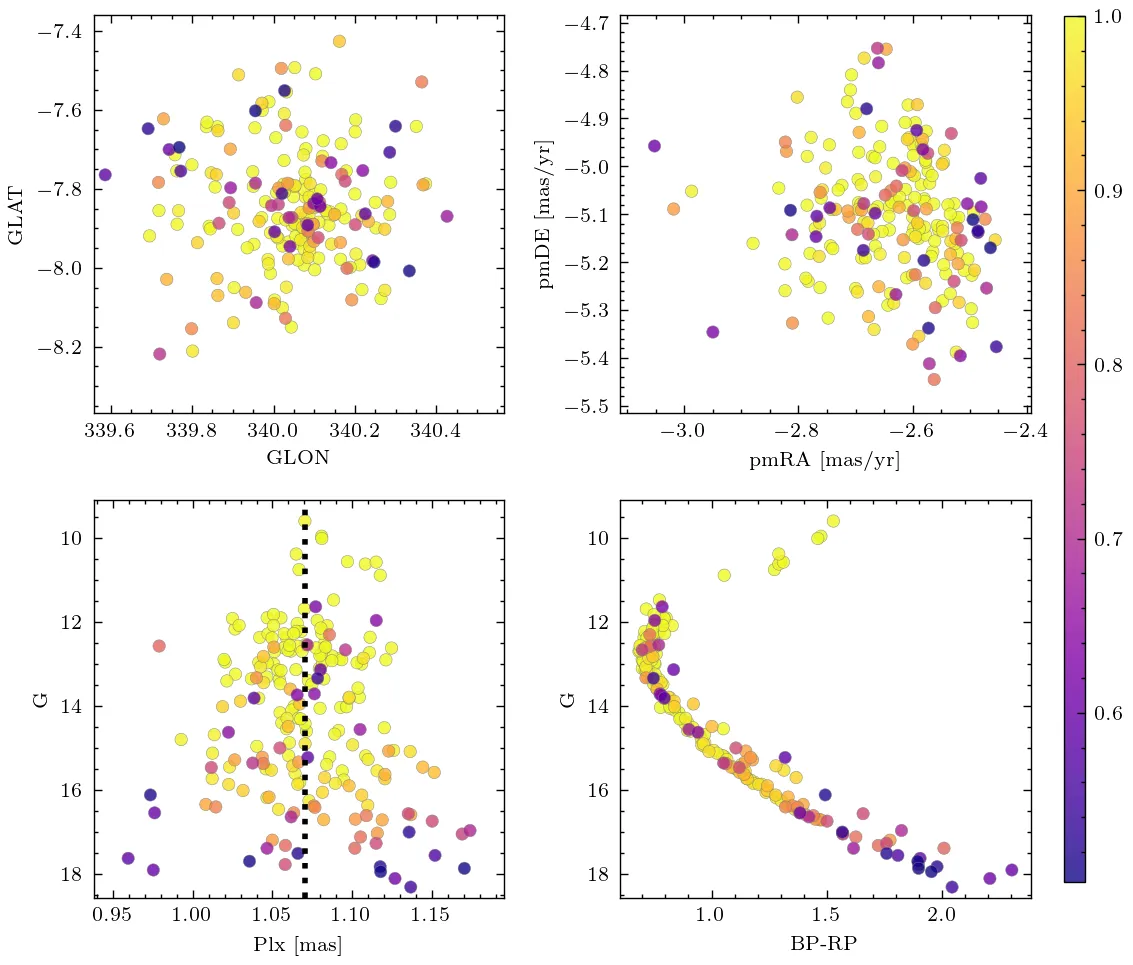 −7.4
−7.6
−7.8
−8.0
−8.2
GLAT
339.6 339.8 340.0 340.2 340.4
GLON
−4.7
−4.8
−4.9
−5.0
−5.1
−5.2
−5.3
−5.4
−5.5
pmDE [mas/yr]
−3.0 −2.8 −2.6 −2.4
pmRA [mas/yr]
10
12
14
16
18
G
0.95 1.00 1.05 1.10 1.15
Plx [mas]
10
12
14
16
18
G
1.0 1.5 2.0
BP-RP
1.0
0.9
0.8
0.7
0.6